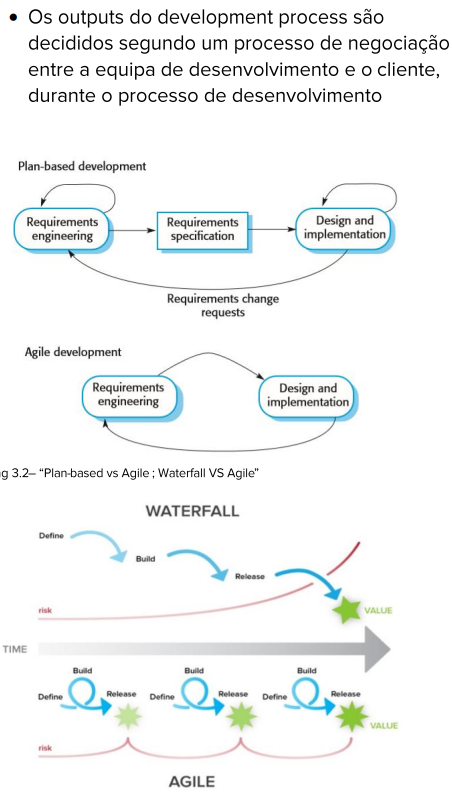 • Os outputs do development process são
decididos segundo um processo de negociação
entre a equipa de desenvolvimento e o cliente,
durante o processo de desenvolvimento
Plan-based development
Requirements
engineering
Requirements
specification
Design and
implementation
Requirements change
requests
Agile development
Requirements
engineering
Design and
implementation
g 3.2– “Plan-based vs Agile ; Waterfall VS Agile”
WATERFALL
Define
Build
Release
risk
VALUE
TIME
Build
Build
Build
Define
Release
Define
Release
Define
Release
VALUE
risk
AGILE